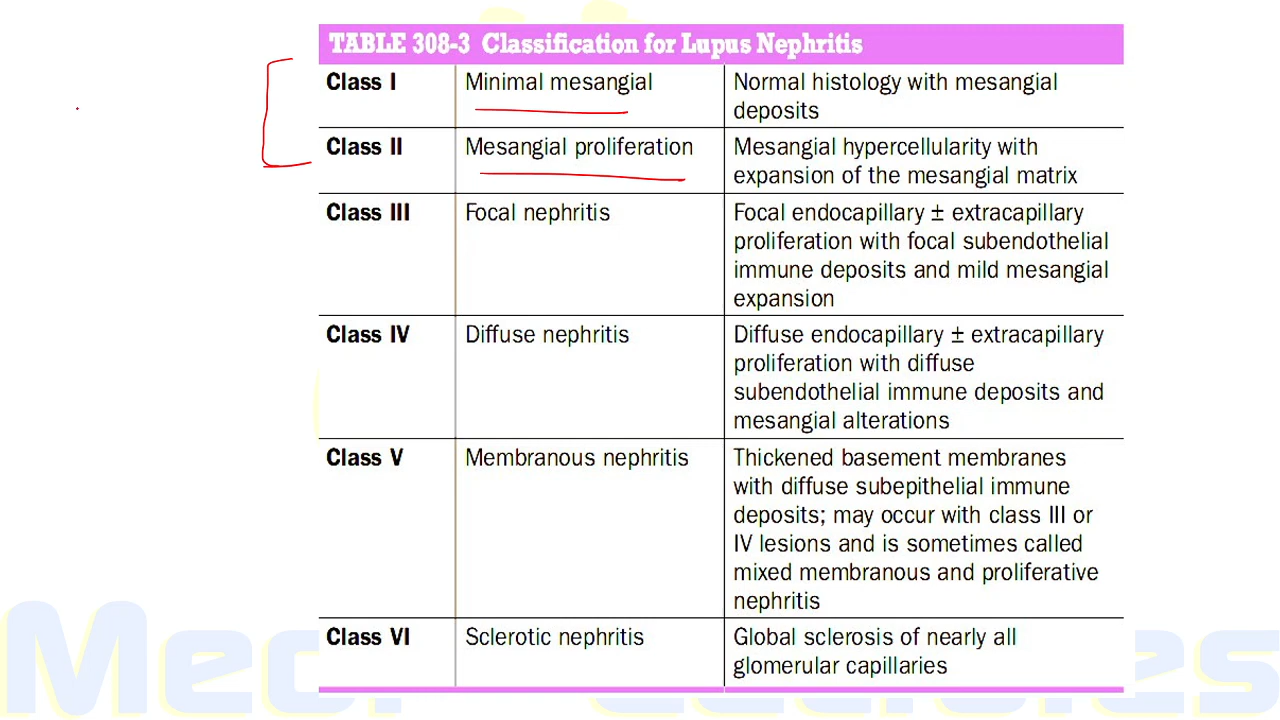 TABLE 308-3 Classification for Lupus Nephritis
Class I Minimal mesangial Normal histology with mesangial
deposits
Class II Mesangial proliferation Mesangial hypercellularity with
expansion of the mesangial matrix
Class III Focal nephritis Focal endocapillary ± extracapillary
proliferation with focal subendothelial
immune deposits and mild mesangial
expansion
Class IV Diffuse nephritis Diffuse endocapillary ± extracapillary
proliferation with diffuse
subendothelial immune deposits and
mesangial alterations
Class V Membranous nephritis Thickened basement membranes
with diffuse subepithelial immune
deposits; may occur with class III or
IV lesions and is sometimes called
mixed membranous and proliferative
nephritis
Class VI Sclerotic nephritis Global sclerosis of nearly all
glomerular capillaries